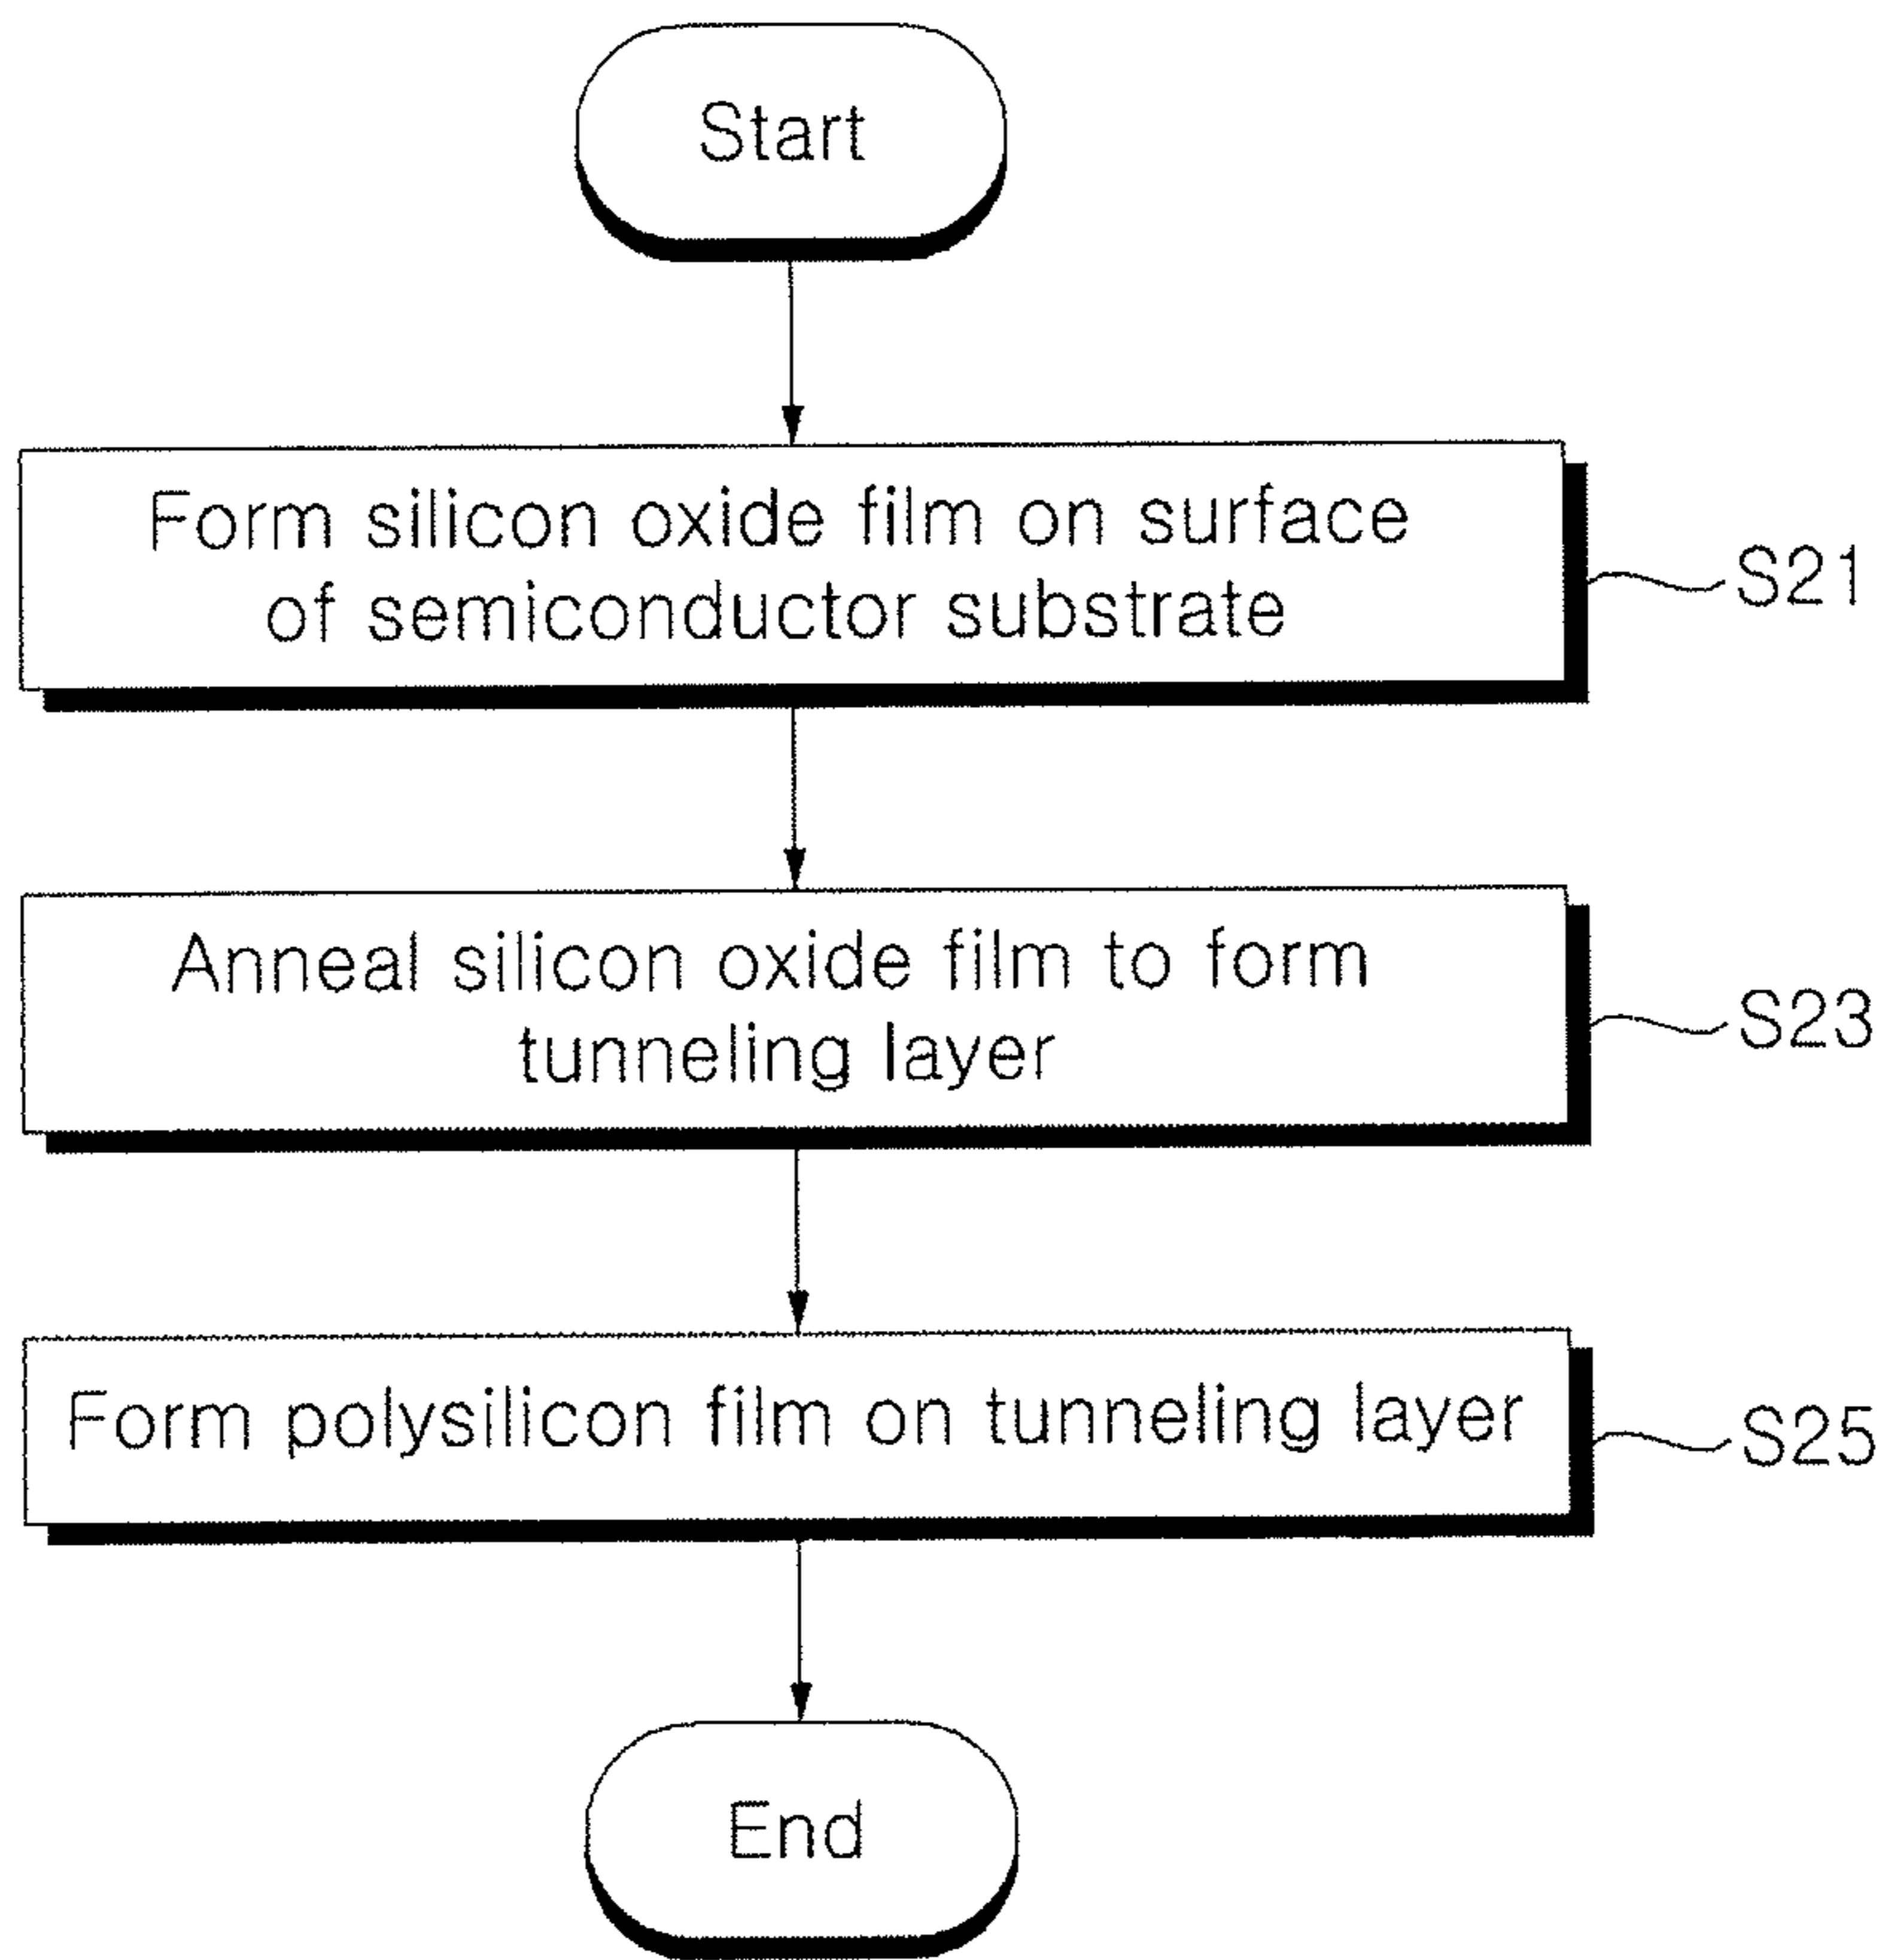 Start
Form silicon oxide film on surface
of semiconductor substrate
S21
Anneal silicon oxide film to form
tunneling layer
S23
Form polysilicon film on tunneling layer
S25
End